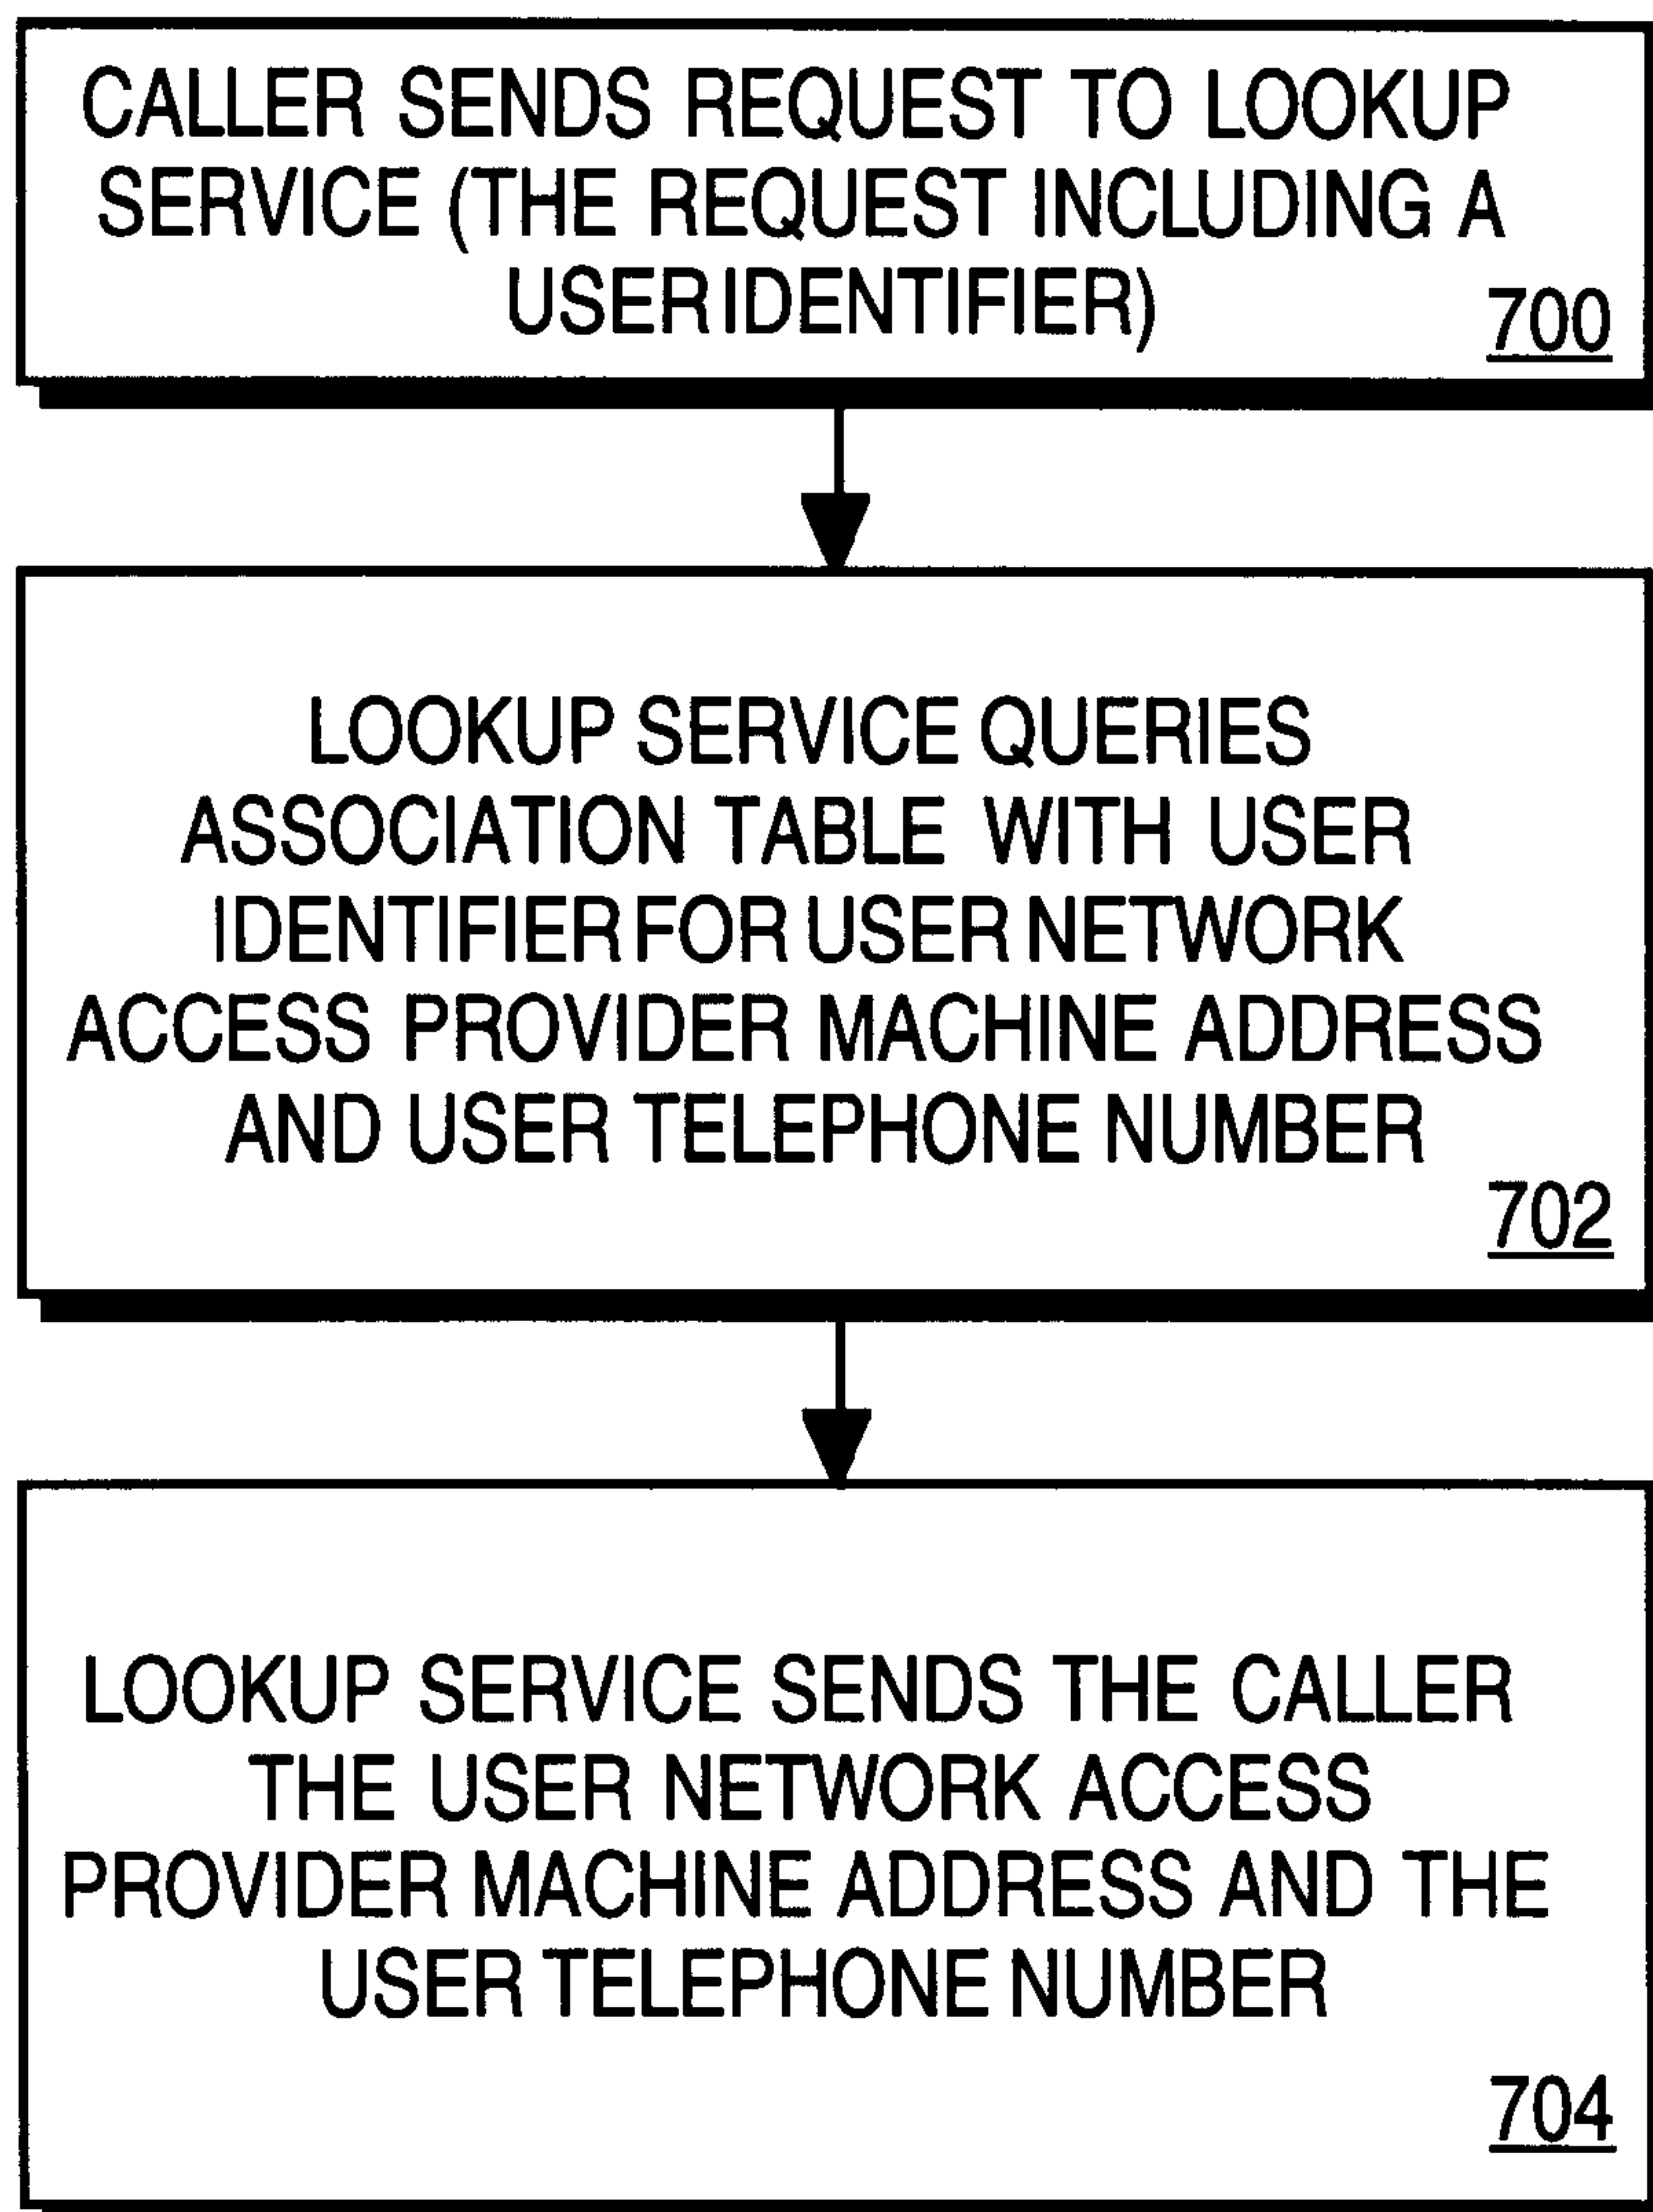 CALLER SENDS REQUEST TO LOOKUP
SERVICE (THE REQUEST INCLUDING A
USER IDENTIFIER)
700
LOOKUP SERVICE QUERIES
ASSOCIATION TABLE WITH USER
IDENTIFIER FOR USER NETWORK
ACCESS PROVIDER MACHINE ADDRESS
AND USER TELEPHONE NUMBER
702
LOOKUP SERVICE SENDS THE CALLER
THE USER NETWORK ACCESS
PROVIDER MACHINE ADDRESS AND THE
USER TELEPHONE NUMBER
704